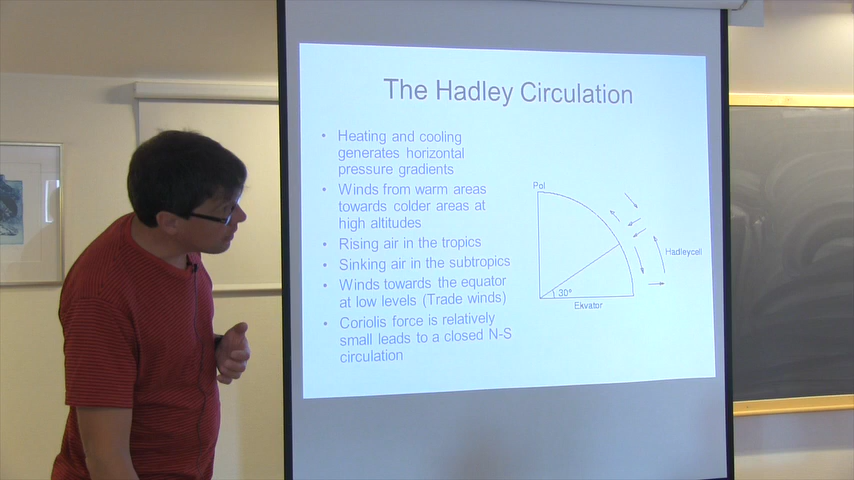 The Hadley Circulation
• Heating and cooling
generates horizontal
pressure gradients
• Winds from warm areas
towards colder areas at
high altitudes
• Rising air in the tropics
• Sinking air in the subtropics
• Winds towards the equator
at low levels (Trade winds)
• Coriolis force is relatively
small leads to a closed N-S
circulation
Pol
Hadleycell
30°
Ekvator